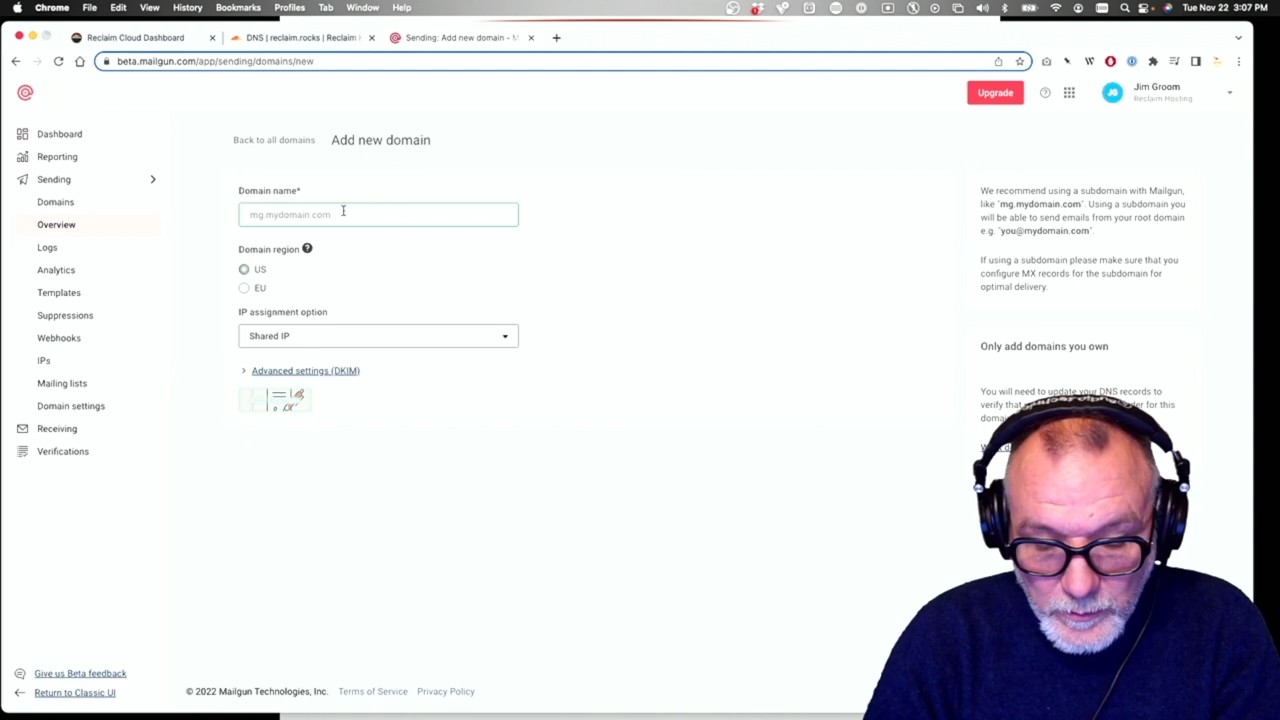 Chrome File Edit View History Bookmarks Profiles Tab Window Help
Tue Nov 22 3:07 PM
Reclaim Cloud Dashboard
DNS | reclaim.rocks | Reclaim
Sending: Add new domain - M
beta.mailgun.com/app/sending/domains/new
Upgrade
Jim Groom
Reclaim Hosting
Dashboard
Reporting
Sending
Domains
Overview
Logs
Analytics
Templates
Suppressions
Webhooks
IPs
Mailing lists
Domain settings
Receiving
Verifications
Give us Beta feedback
Return to Classic UI
Back to all domains
Add new domain
Domain name*
mg.mydomain.com
Domain region
US
EU
IP assignment option
Shared IP
Advanced settings (DKIM)
We recommend using a subdomain with Mailgun,
like 'mg.mydomain.com'. Using a subdomain you
will be able to send emails from your root domain
e.g. 'you@mydomain.com'.
If using a subdomain please make sure that you
configure MX records for the subdomain for
optimal delivery.
Only add domains you own
You will need to update your DNS records to
verify that
der for this
© 2022 Mailgun Technologies, Inc. Terms of Service Privacy Policy